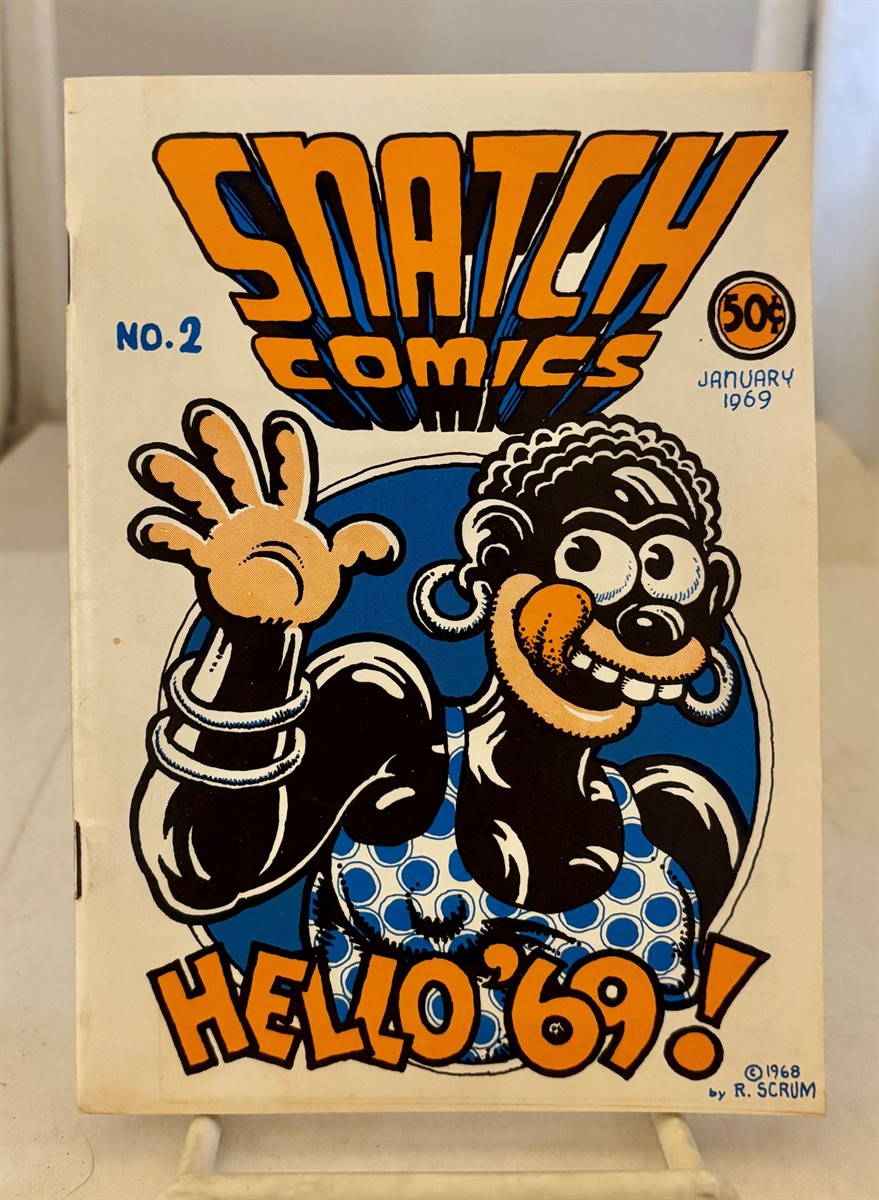 SNATCH
COMICS
NO. 2
50¢
JANUARY
1969
HELLO '69!
©1968
by R. SCRUM